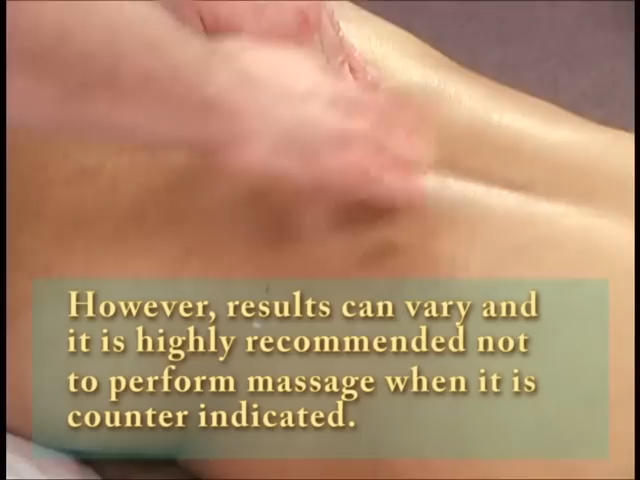 However, results can vary and
it is highly recommended not
to perform massage when it is
counter indicated.